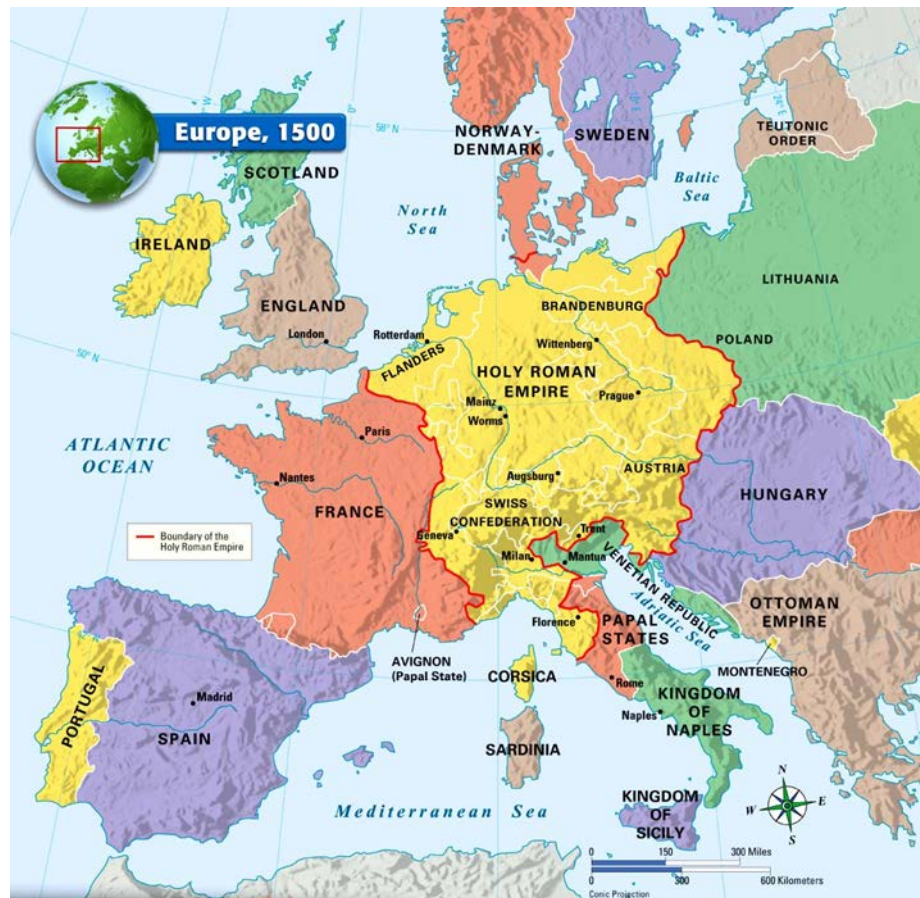 Europe, 1500
58° N
0°
W
16° E
24° E
NORWAY-
DENMARK
SWEDEN
TEUTONIC
ORDER
SCOTLAND
North
Sea
Baltic
Sea
IRELAND
ENGLAND
London
LITHUANIA
BRANDENBURG
Rotterdam
FLANDERS
Wittenberg
POLAND
50° N
HOLY ROMAN
EMPIRE
Mainz
Worms
Prague
ATLANTIC
OCEAN
Paris
Nantes
FRANCE
Augsburg
AUSTRIA
HUNGARY
SWISS
CONFEDERATION
Geneva
Boundary of the
Holy Roman Empire
Trent
Milan
Mantua
VENETIAN REPUBLIC
Adriatic Sea
OTTOMAN
EMPIRE
Florence
PAPAL
STATES
AVIGNON
(Papal State)
CORSICA
MONTENEGRO
PORTUGAL
Madrid
SPAIN
Rome
KINGDOM
OF
NAPLES
Naples
SARDINIA
Mediterranean Sea
KINGDOM
OF
SICILY
N
W
E
S
0 150 300 Miles
0 300 600 Kilometers
Conic Projection